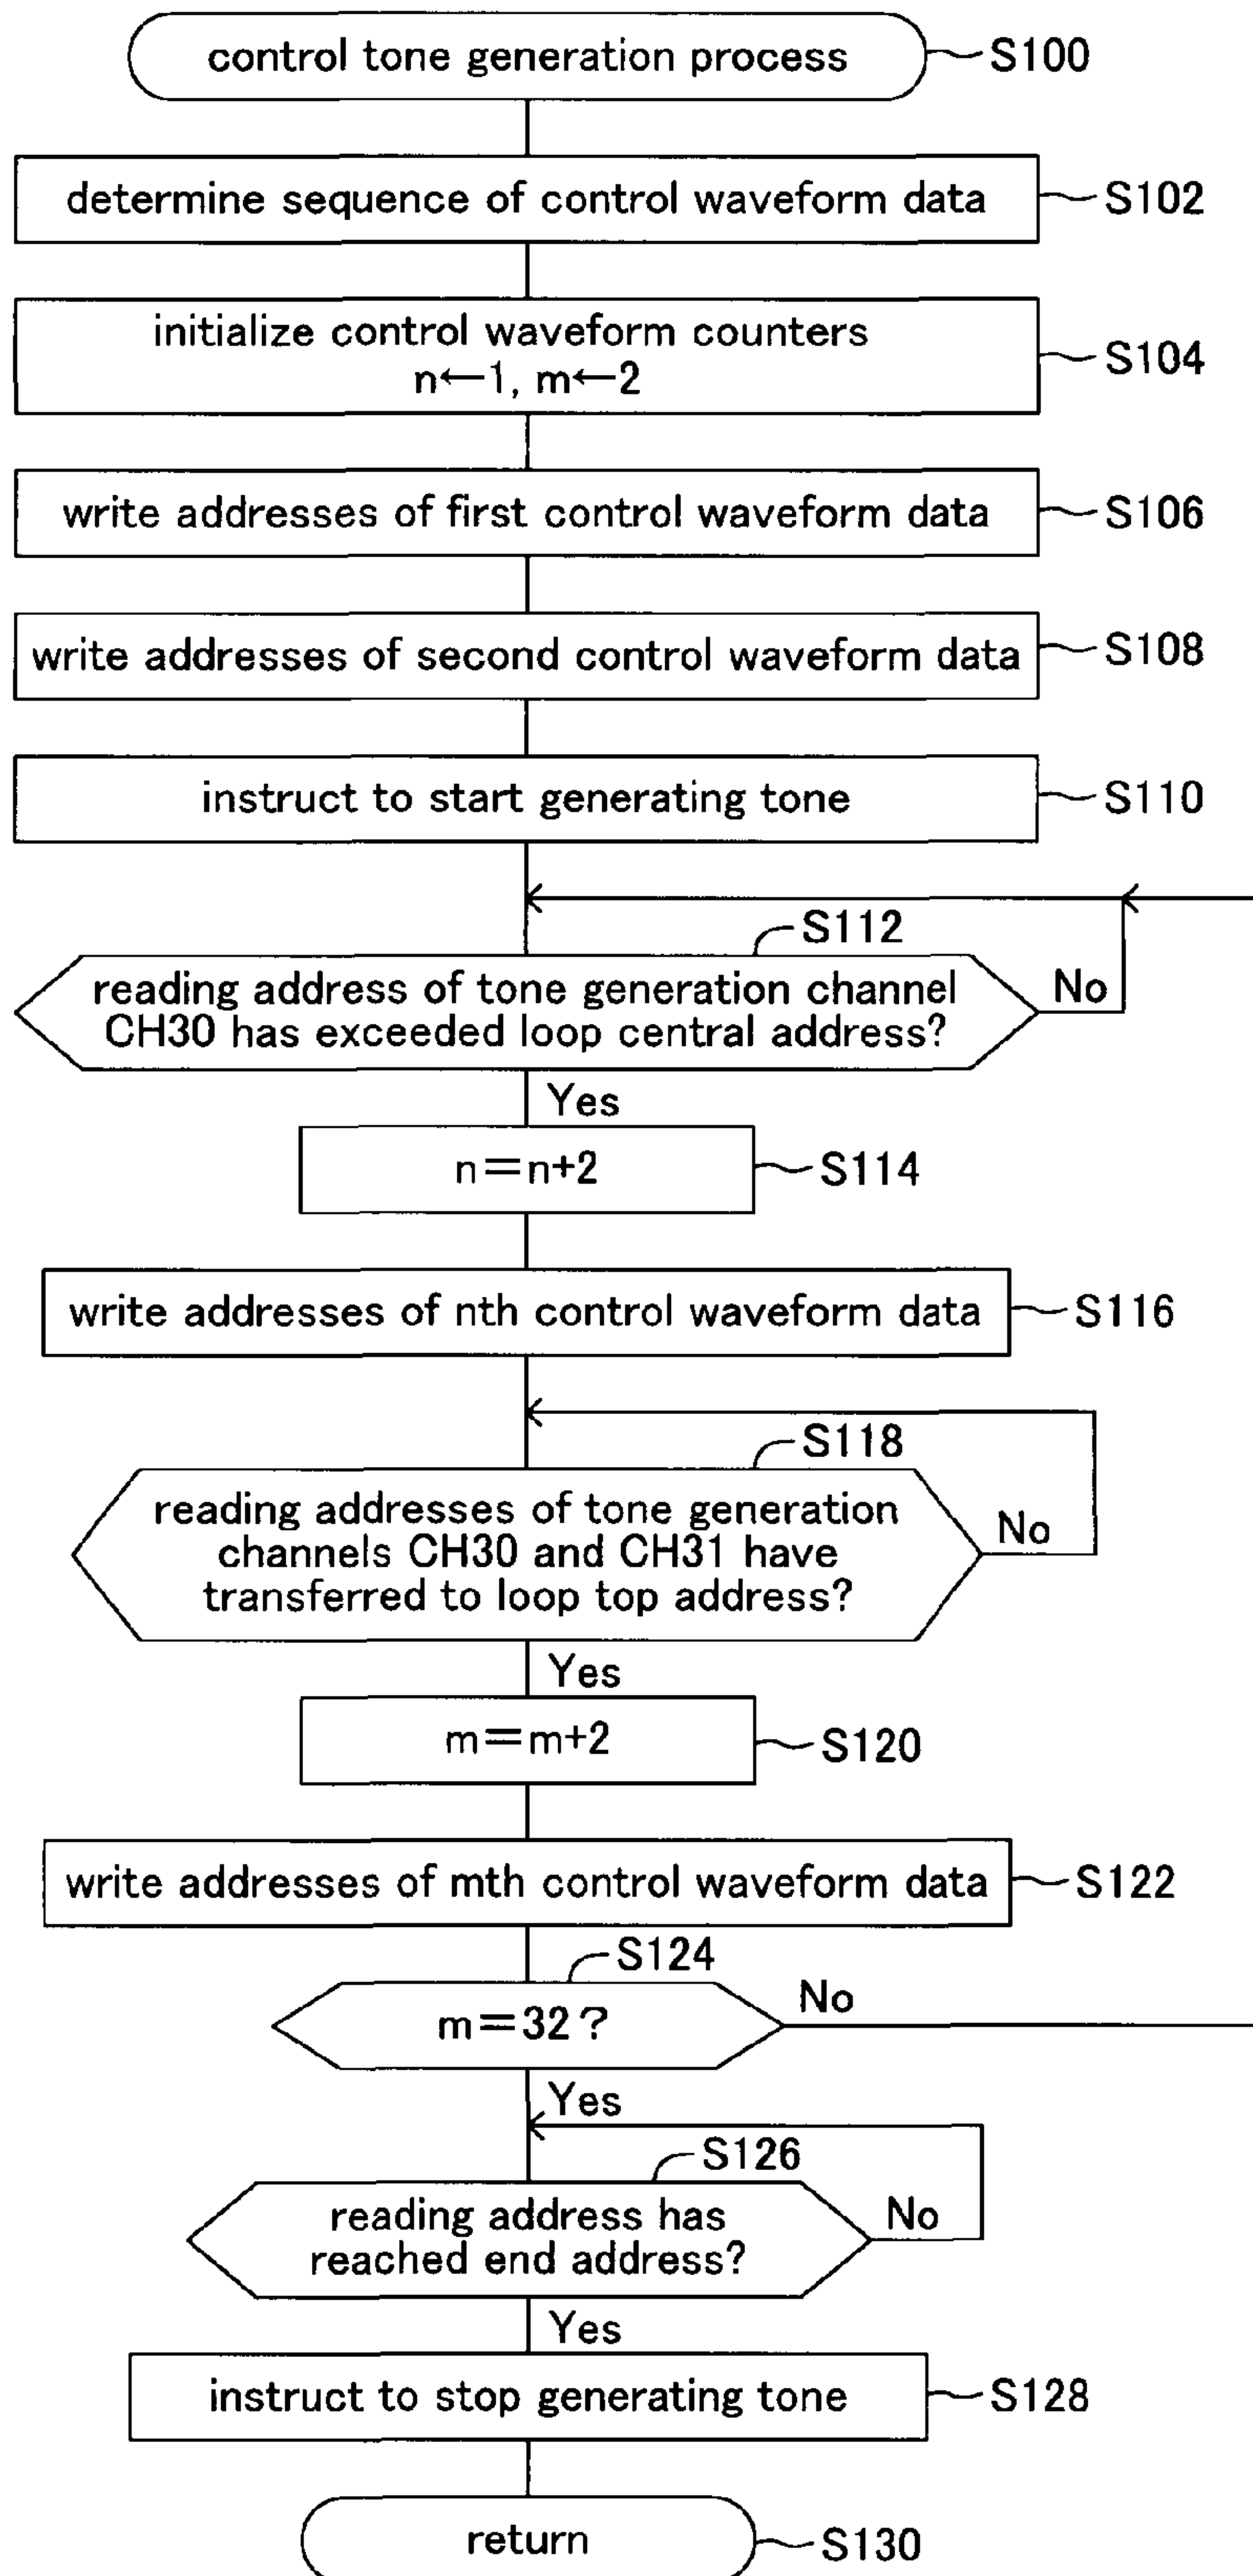 control tone generation process
S100
determine sequence of control waveform data
S102
initialize control waveform counters
n←1, m←2
S104
write addresses of first control waveform data
S106
write addresses of second control waveform data
S108
instruct to start generating tone
S110
S112
reading address of tone generation channel
CH30 has exceeded loop central address?
No
Yes
n=n+2
S114
write addresses of nth control waveform data
S116
S118
reading addresses of tone generation
channels CH30 and CH31 have
transferred to loop top address?
No
Yes
m=m+2
S120
write addresses of mth control waveform data
S122
S124
m=32?
No
Yes
S126
reading address has
reached end address?
No
Yes
instruct to stop generating tone
S128
return
S130